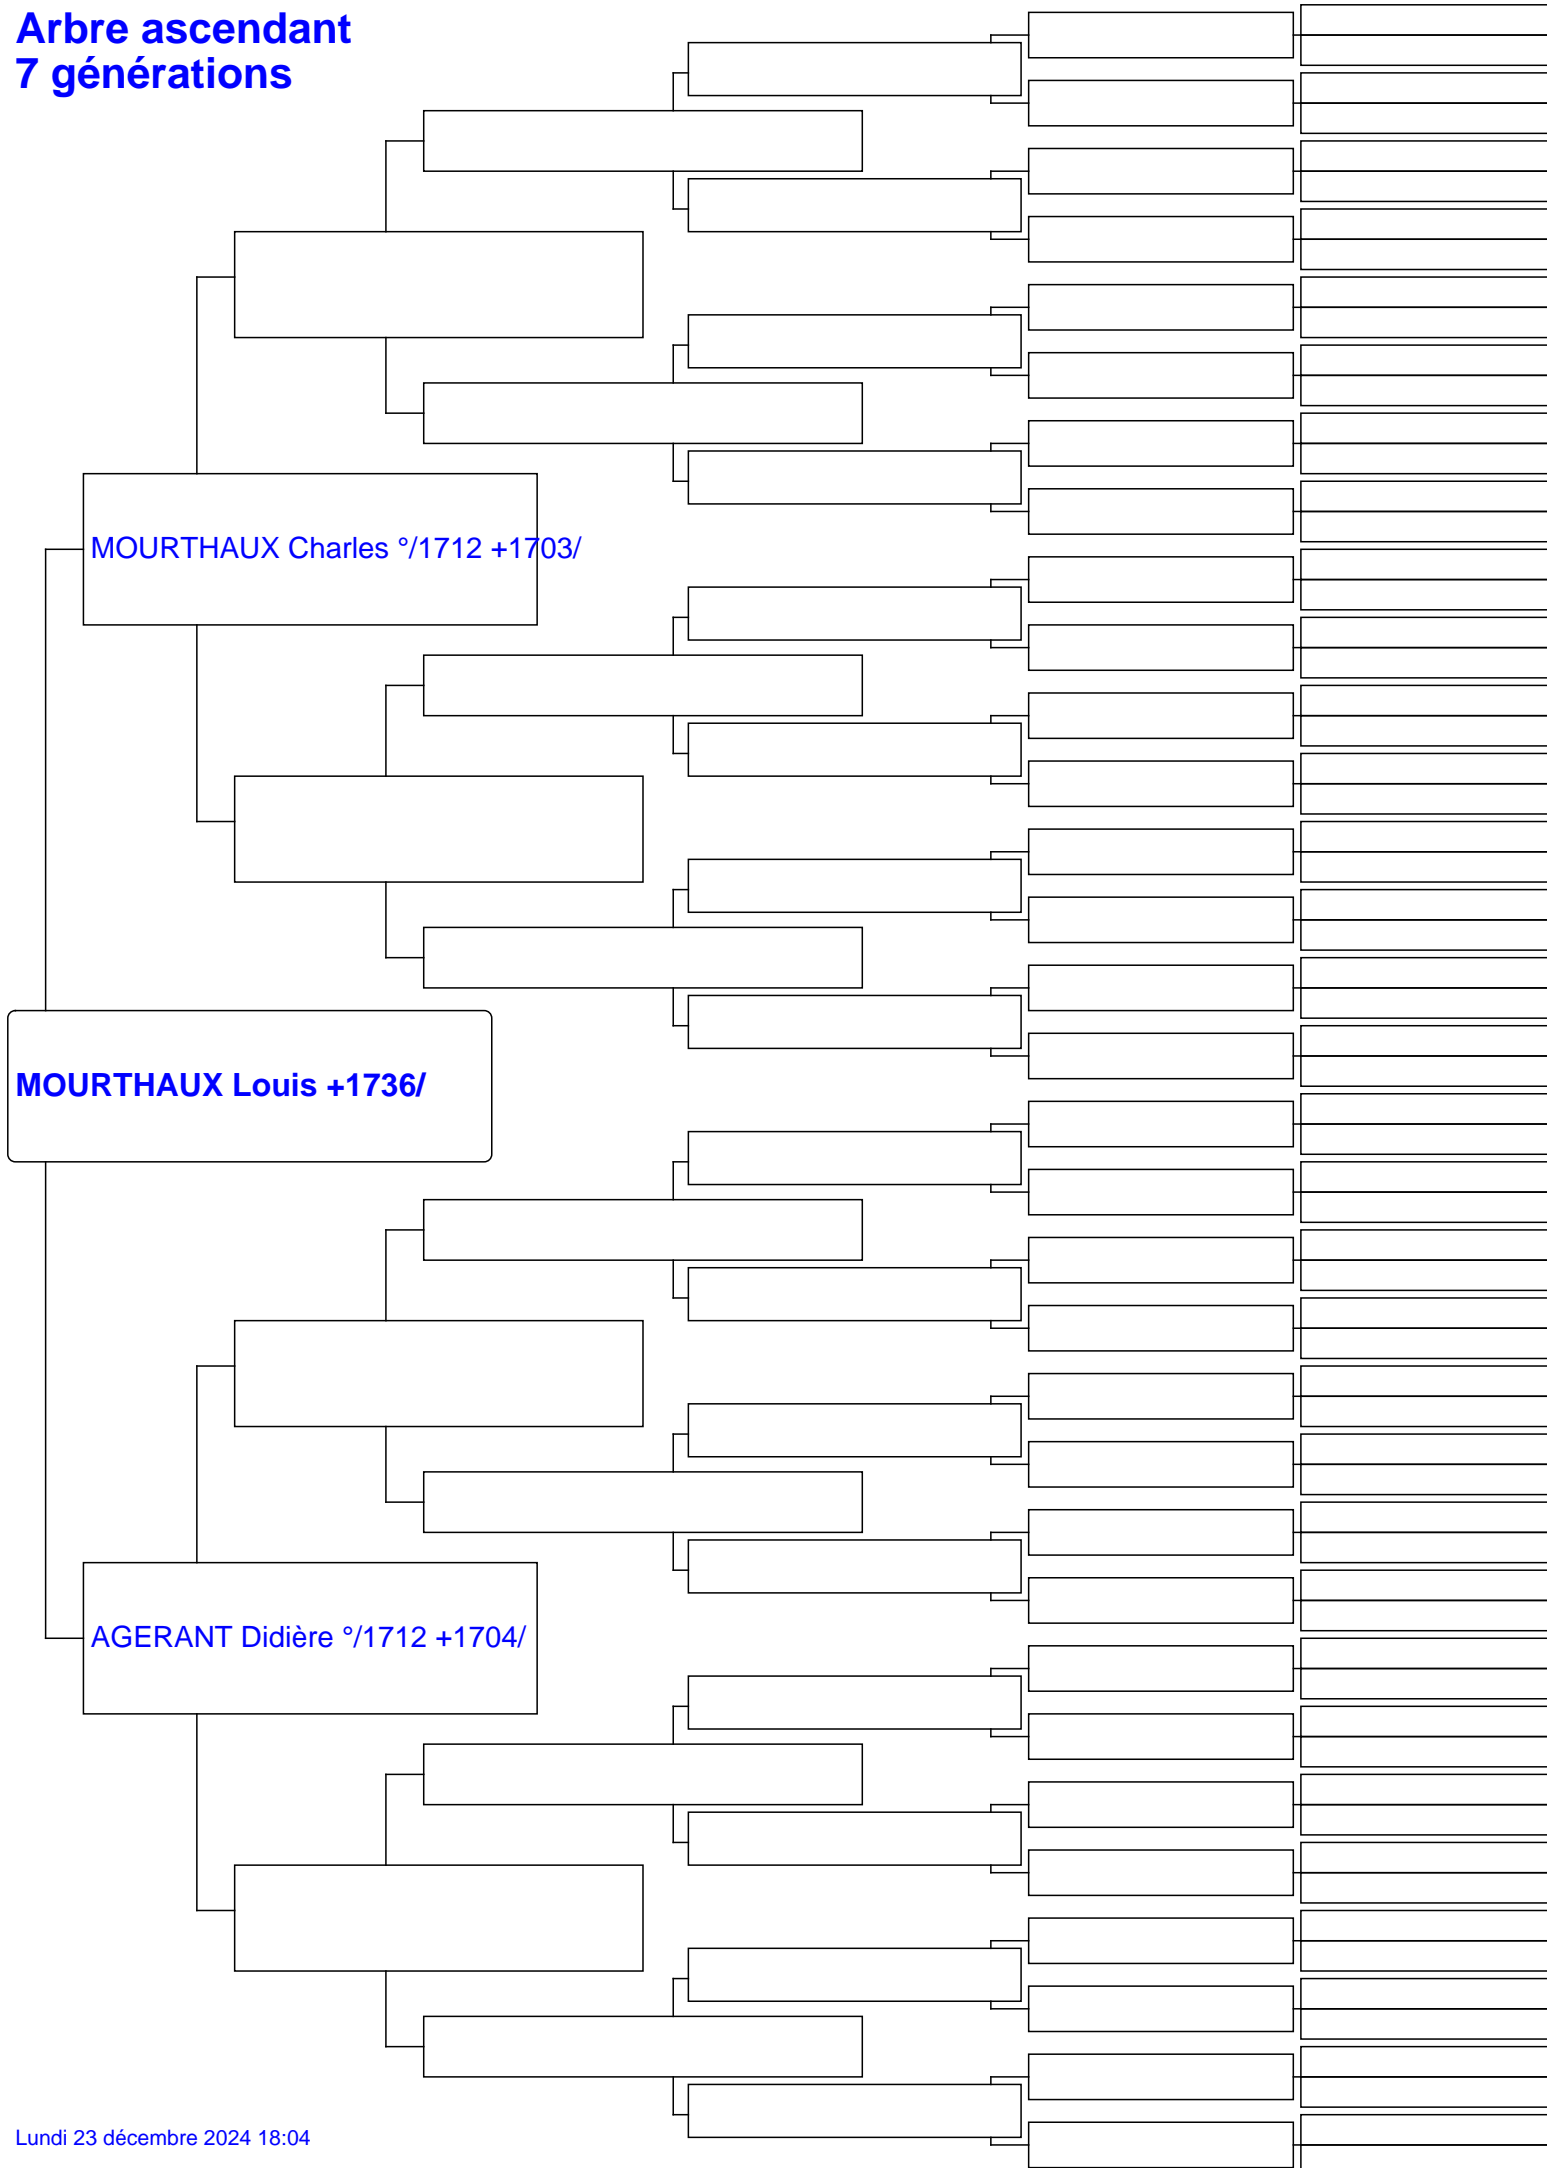 Arbre ascendant
7 générations
MOURTHAUX Charles °/1712 +1703/
MOURTHAUX Louis +1736/
AGERANT Didière °/1712 +1704/
Lundi 23 décembre 2024 18:04